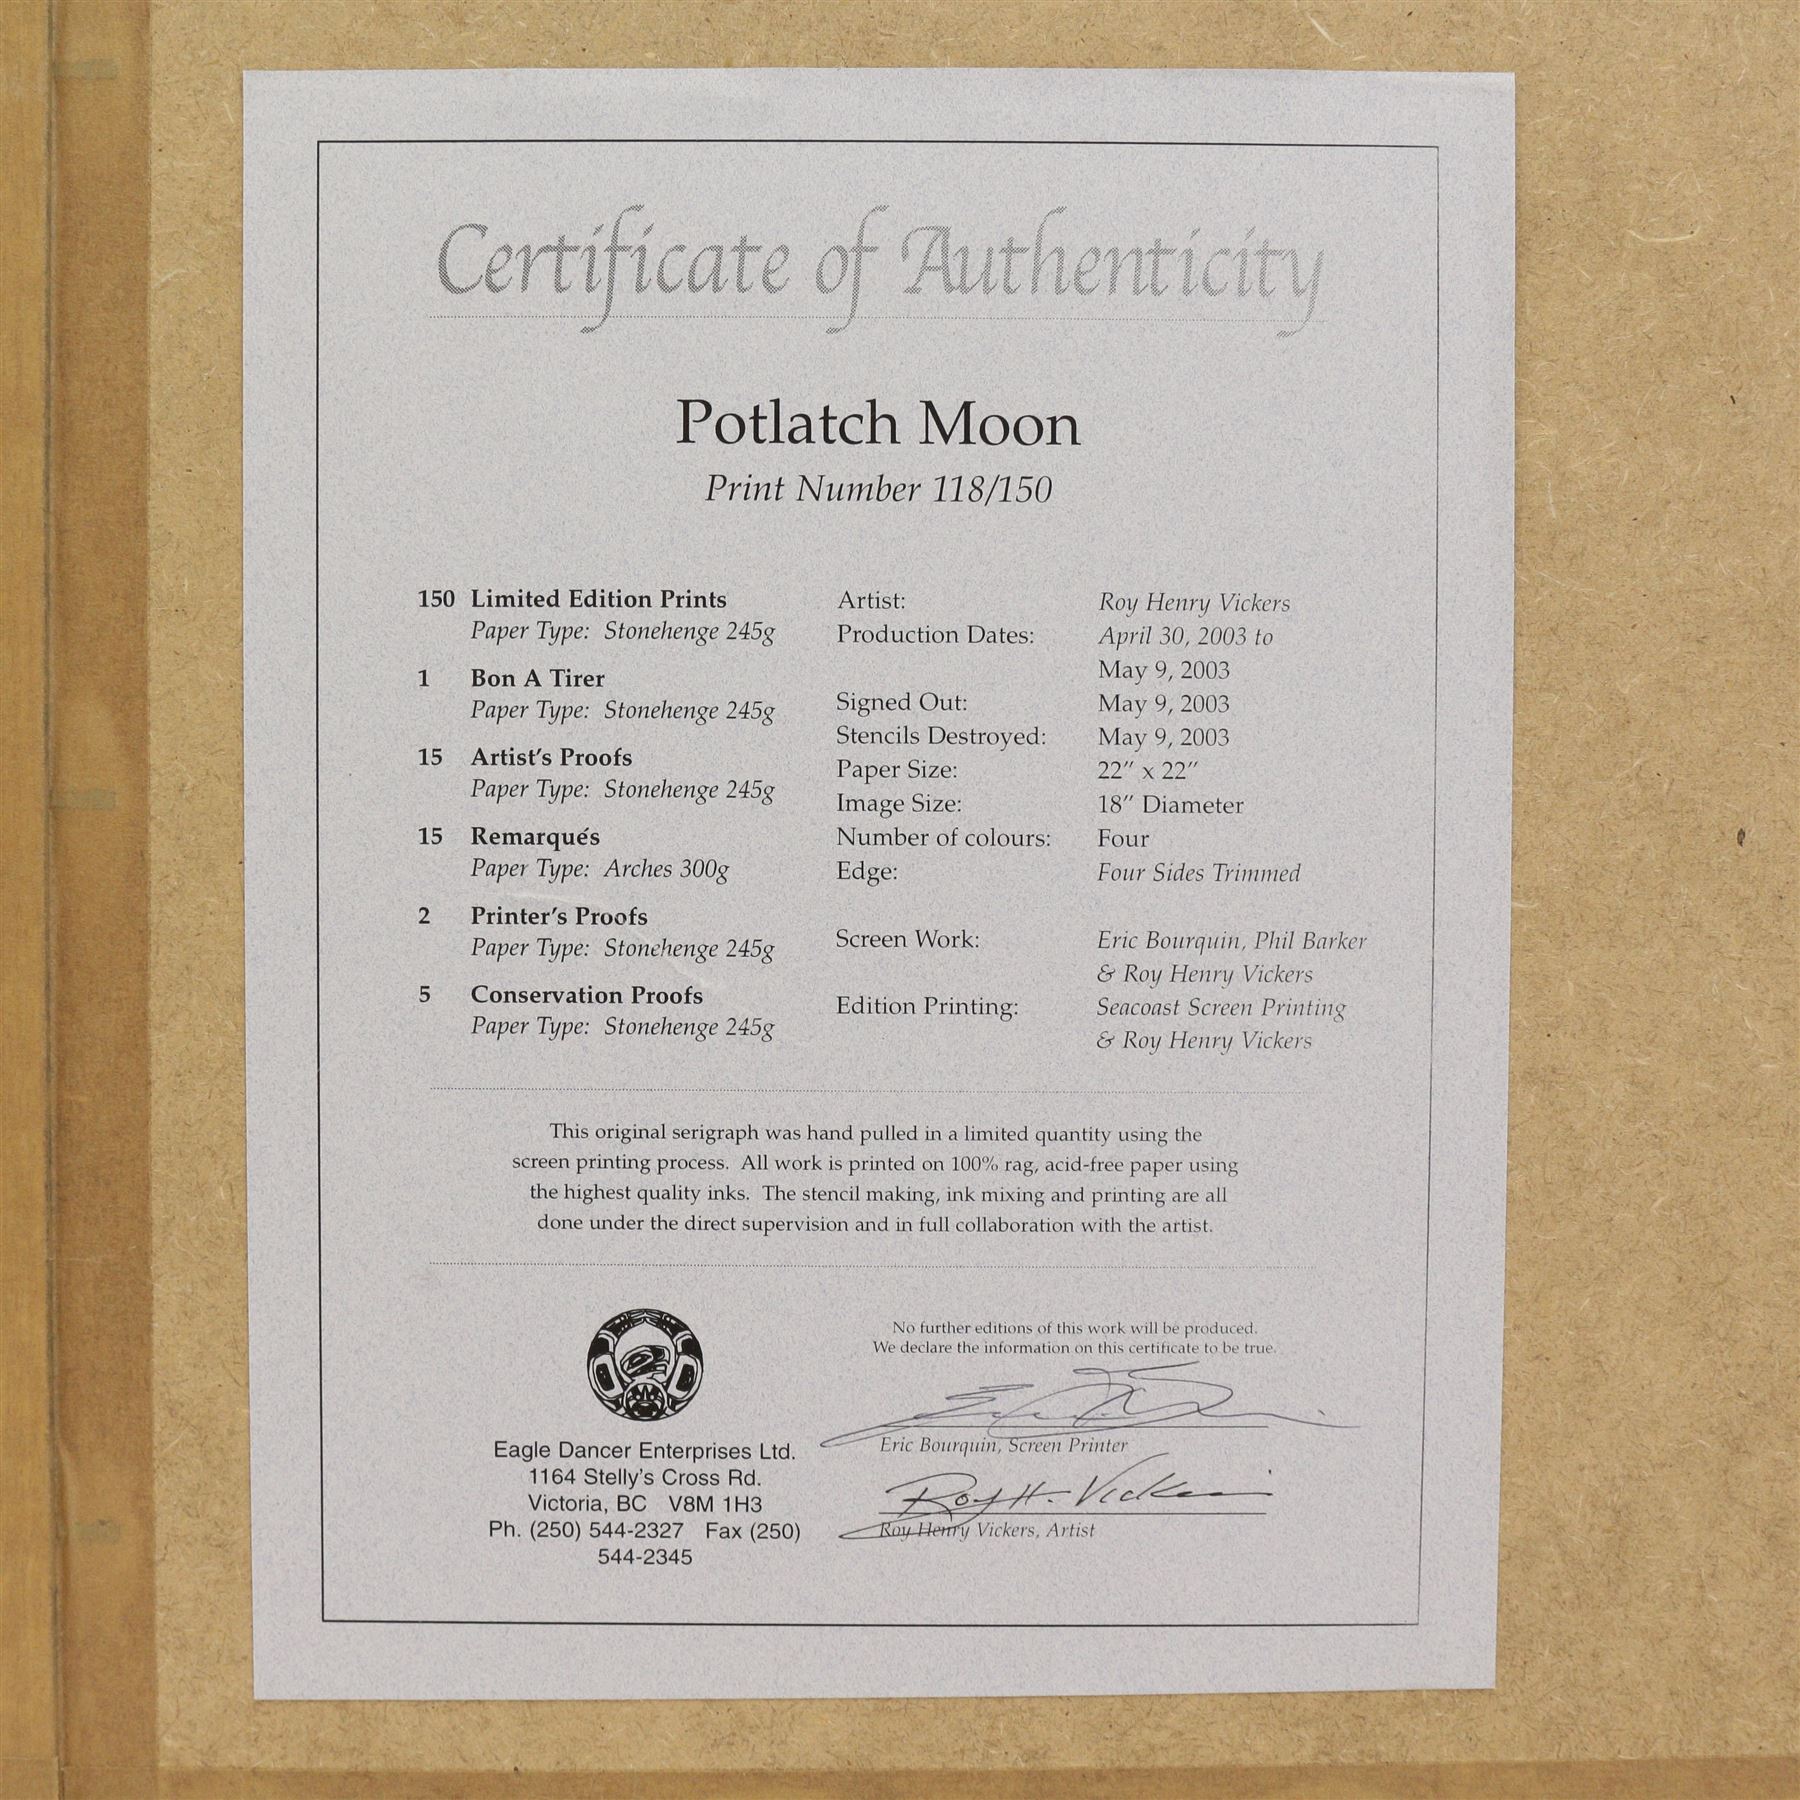 Certificate of Authenticity
Potlatch Moon
Print Number 118/150
150 Limited Edition Prints
Paper Type: Stonehenge 245g
1 Bon A Tirer
Paper Type: Stonehenge 245g
15 Artist's Proofs
Paper Type: Stonehenge 245g
15 Remarqués
Paper Type: Arches 300g
2 Printer's Proofs
Paper Type: Stonehenge 245g
5 Conservation Proofs
Paper Type: Stonehenge 245g
Artist: Roy Henry Vickers
Production Dates: April 30, 2003 to
May 9, 2003
Signed Out: May 9, 2003
Stencils Destroyed: May 9, 2003
Paper Size: 22" x 22"
Image Size: 18" Diameter
Number of colours: Four
Edge: Four Sides Trimmed
Screen Work: Eric Bourquin, Phil Barker
& Roy Henry Vickers
Edition Printing: Seacoast Screen Printing
& Roy Henry Vickers
This original serigraph was hand pulled in a limited quantity using the
screen printing process. All work is printed on 100% rag, acid-free paper using
the highest quality inks. The stencil making, ink mixing and printing are all
done under the direct supervision and in full collaboration with the artist.
Eagle Dancer Enterprises Ltd.
1164 Stelly's Cross Rd.
Victoria, BC V8M 1H3
Ph. (250) 544-2327 Fax (250)
544-2345
No further editions of this work will be produced.
We declare the information on this certificate to be true.
Eric Bourquin, Screen Printer
Roy H. Vickers
Roy Henry Vickers, Artist